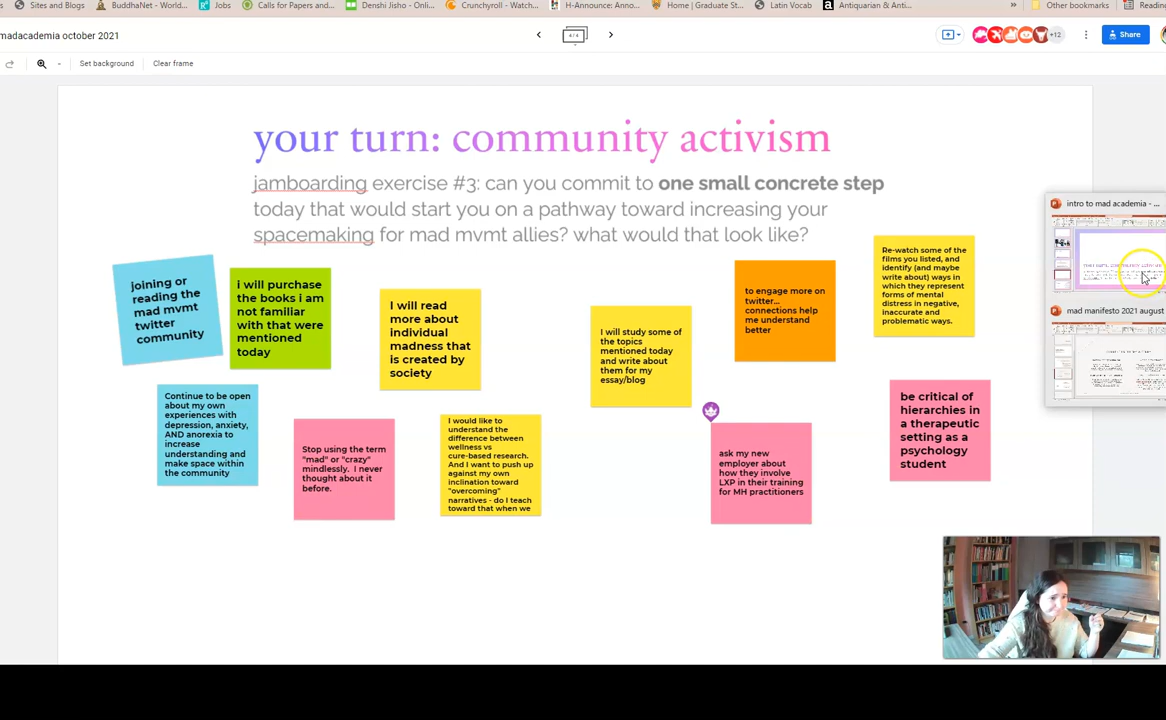 Sites and Blogs
BuddhaNet - World...
Jobs
Calls for Papers and...
Denshi Jisho - Onli...
Crunchyroll - Watch...
H-Announce: Anno...
Home | Graduate St...
Latin Vocab
Antiquarian & Anti...
»
Other bookmarks
Reading
madacademia october 2021
4 / 4
+12
Share
Set background
Clear frame
your turn: community activism
jamboarding exercise #3: can you commit to one small concrete step
today that would start you on a pathway toward increasing your
spacemaking for mad mvmt allies? what would that look like?
joining or
reading the
mad mvmt
twitter
community
i will purchase
the books i am
not familiar
with that were
mentioned
today
I will read
more about
individual
madness that
is created by
society
I will study some of
the topics
mentioned today
and write about
them for my
essay/blog
to engage more on
twitter...
connections help
me understand
better
Re-watch some of the
films you listed, and
identify (and maybe
write about) ways in
which they represent
forms of mental
distress in negative,
inaccurate and
problematic ways.
Continue to be open
about my own
experiences with
depression, anxiety,
AND anorexia to
increase
understanding and
make space within
the community
Stop using the term
"mad" or "crazy"
mindlessly. I never
thought about it
before.
I would like to
understand the
difference between
wellness vs
cure-based research.
And I want to push up
against my own
inclination toward
"overcoming"
narratives - do I teach
toward that when we
ask my new
employer about
how they involve
LXP in their training
for MH practitioners
be critical of
hierarchies in
a therapeutic
setting as a
psychology
student
intro to mad academia - ...
mad manifesto 2021 august